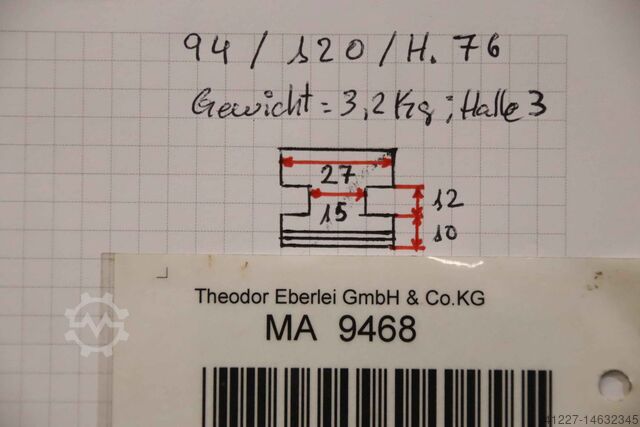 94 / 120 / H. 76
Gewicht = 3,2 Kg ; Halle 3
27
15
12
10
Theodor Eberlei GmbH & Co.KG
MA 9468
41227-14632345